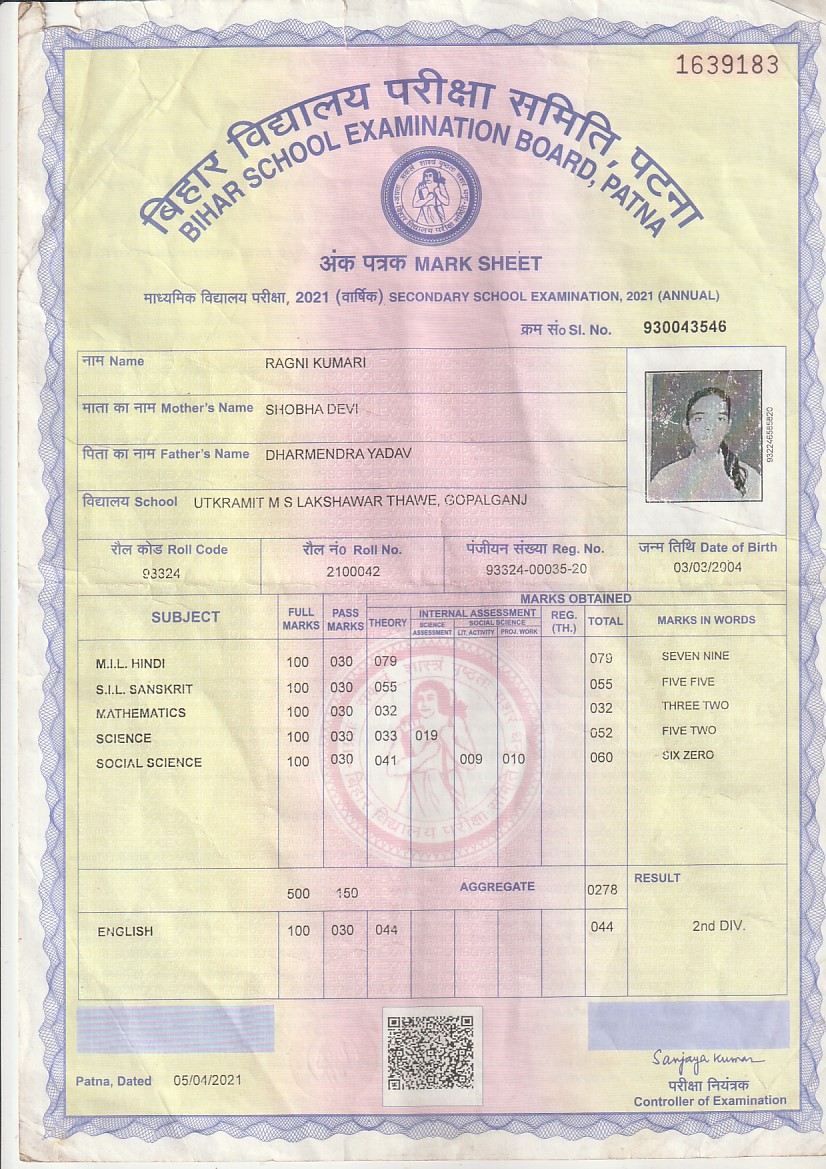 1639183
बिहार विद्यालय परीक्षा समिति, पटना
BIHAR SCHOOL EXAMINATION BOARD, PATNA
अंक पत्रक MARK SHEET
माध्यमिक विद्यालय परीक्षा, 2021 (वार्षिक) SECONDARY SCHOOL EXAMINATION, 2021 (ANNUAL)
क्रम सं० Sl. No. 930043546
नाम Name RAGNI KUMARI
माता का नाम Mother's Name SHOBHA DEVI
पिता का नाम Father's Name DHARMENDRA YADAV
932246565820
विद्यालय School UTKRAMIT M S LAKSHAWAR THAWE, GOPALGANJ
रौल कोड Roll Code रौल नं० Roll No. पंजीयन संख्या Reg. No. जन्म तिथि Date of Birth
93324 2100042 93324-00035-20 03/03/2004
MARKS OBTAINED
SUBJECT FULL MARKS PASS MARKS THEORY INTERNAL ASSESSMENT REG. (TH.) TOTAL MARKS IN WORDS
SCIENCE ASSESSMENT SOCIAL SCIENCE LIT. ACTIVITY PROJ. WORK
M.I.L. HINDI 100 030 079 079 SEVEN NINE
S.I.L. SANSKRIT 100 030 055 055 FIVE FIVE
MATHEMATICS 100 030 032 032 THREE TWO
SCIENCE 100 030 033 019 052 FIVE TWO
SOCIAL SCIENCE 100 030 041 009 010 060 SIX ZERO
500 150 AGGREGATE 0278 RESULT
ENGLISH 100 030 044 044 2nd DIV.
Sanjaya Kumar
Patna, Dated 05/04/2021 परीक्षा नियंत्रक
Controller of Examination